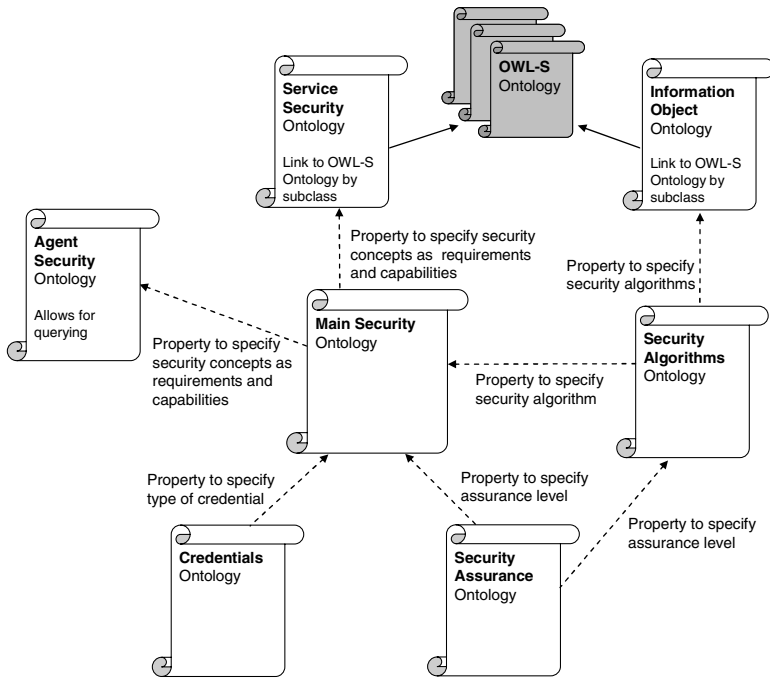 OWL-S
Ontology
Service
Security
Ontology
Link to OWL-S
Ontology by
subclass
Information
Object
Ontology
Link to OWL-S
Ontology by
subclass
Agent
Security
Ontology
Allows for
querying
Property to specify security
concepts as requirements
and capabilities
Property to specify
security algorithms
Main Security
Ontology
Security
Algorithms
Ontology
Property to specify
security concepts as
requirements and
capabilities
Property to specify
security algorithm
Property to specify
type of credential
Property to specify
assurance level
Property to specify
assurance level
Credentials
Ontology
Security
Assurance
Ontology